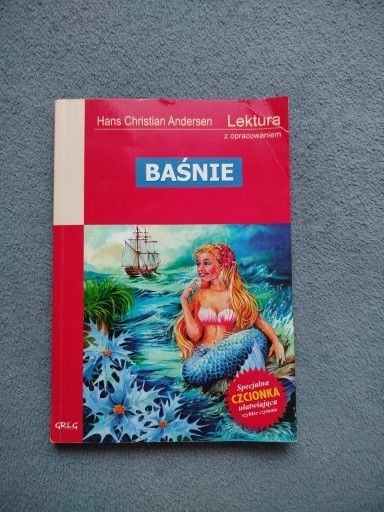 Hans Christian Andersen Lektura
z opracowaniem
BAŚNIE
Specjalna
CZCIONKA
ułatwiająca
szybkie czytanie
GREG